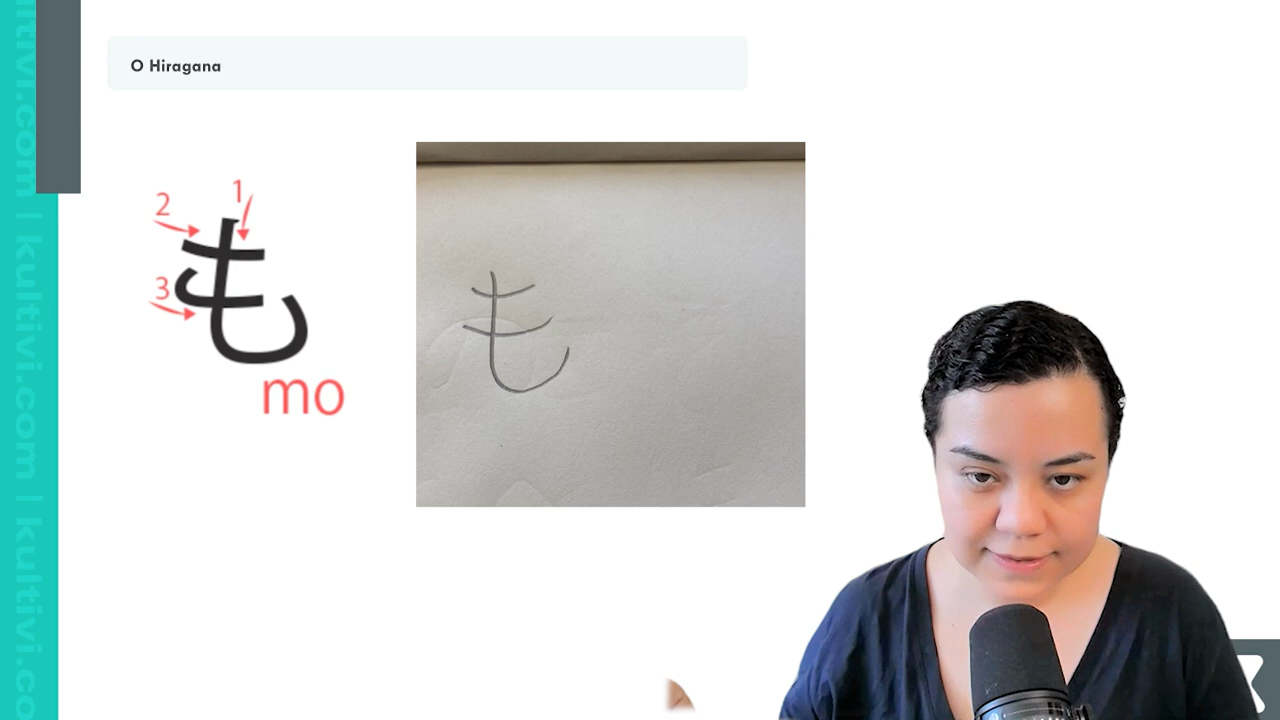 O Hiragana
1
2
も
3
mo
も
kultivi.com | kultivi.com | kultivi.com